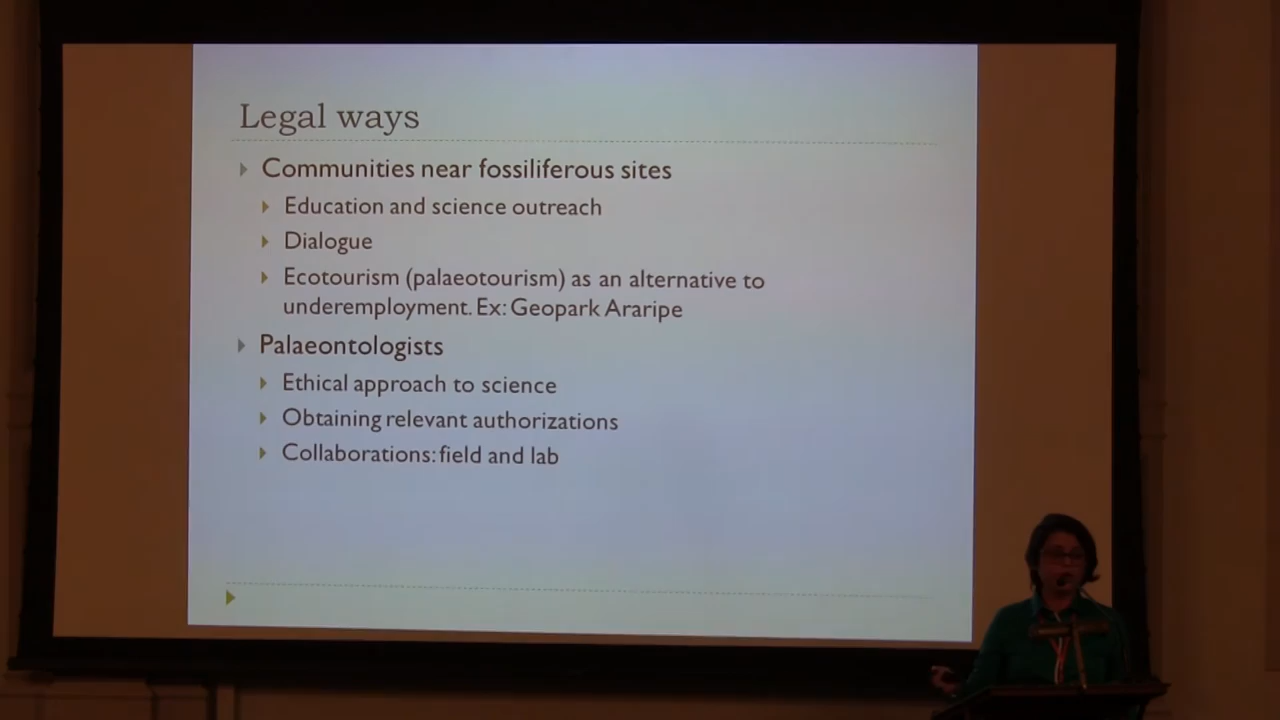 Legal ways
Communities near fossiliferous sites
Education and science outreach
Dialogue
Ecotourism (palaeotourism) as an alternative to
underemployment. Ex: Geopark Araripe
Palaeontologists
Ethical approach to science
Obtaining relevant authorizations
Collaborations: field and lab